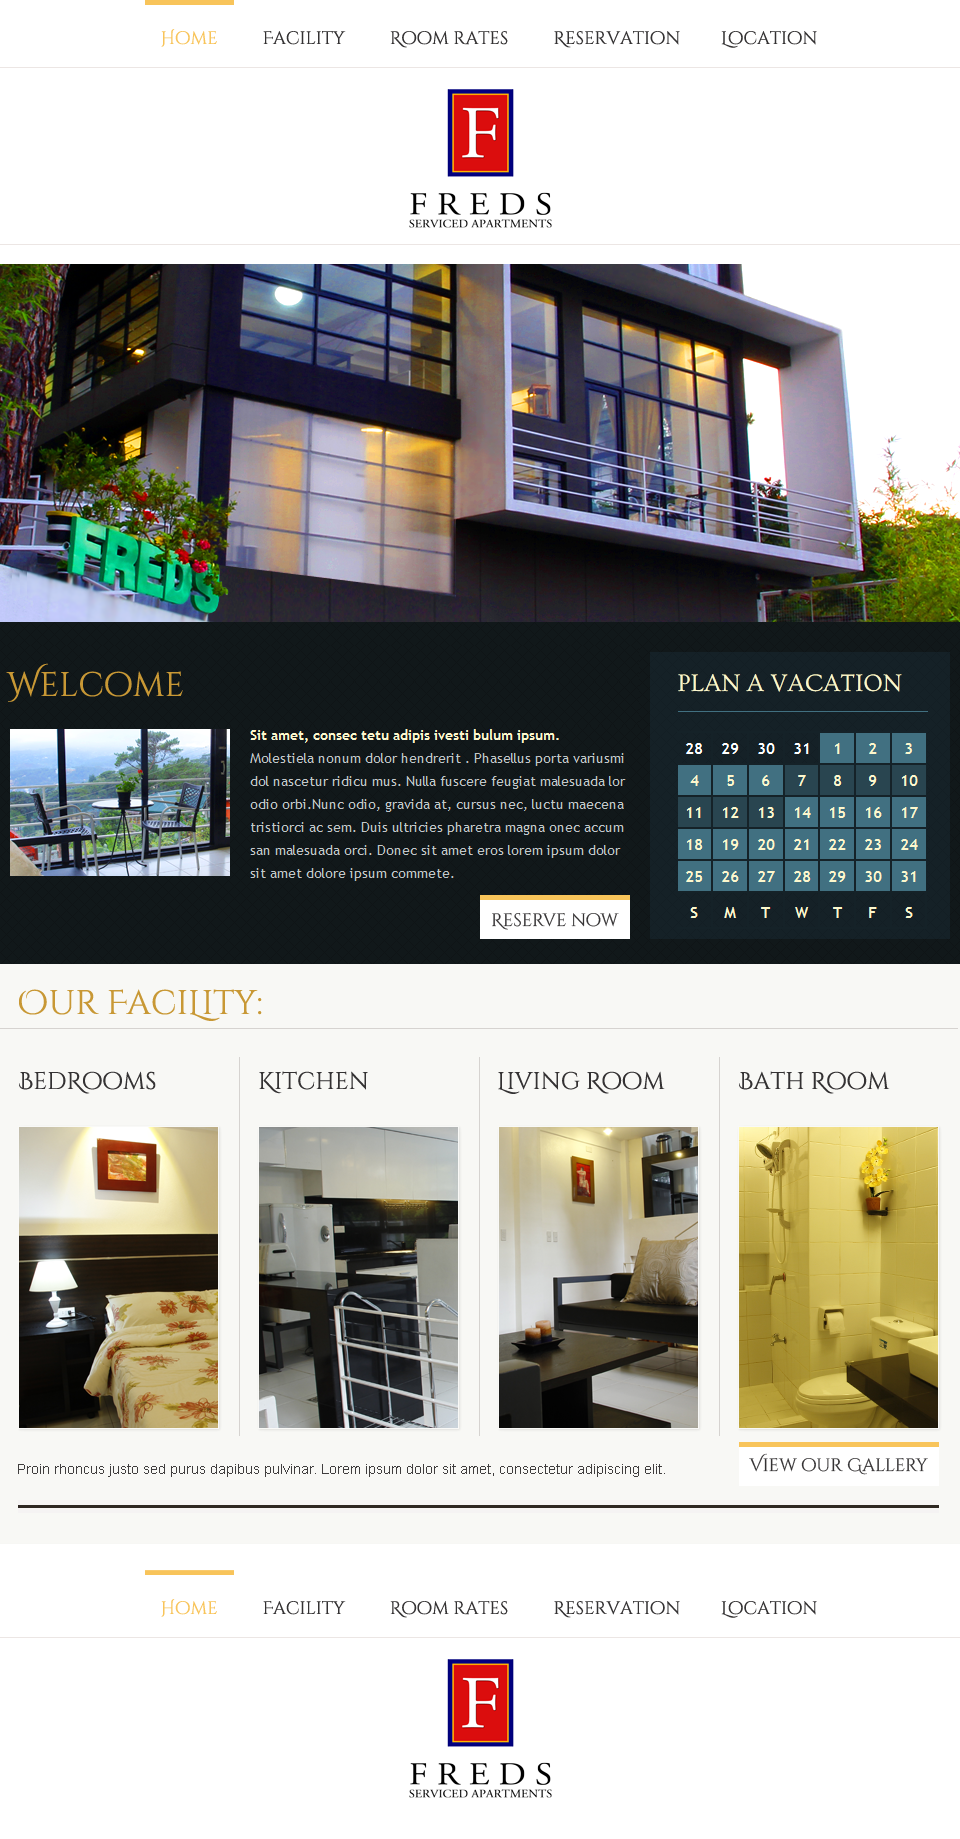 Home
Facility
Room rates
Reservation
Location
F
FREDS
SERVICED APARTMENTS
FREDS
Welcome
Sit amet, consec tetu adipis ivesti bulum ipsum.
Molestiela nonum dolor hendrerit . Phasellus porta variusmi
dol nascetur ridicu mus. Nulla fuscere feugiat malesuada lor
odio orbi.Nunc odio, gravida at, cursus nec, luctu maecena
tristiorci ac sem. Duis ultricies pharetra magna onec accum
san malesuada orci. Donec sit amet eros lorem ipsum dolor
sit amet dolore ipsum commete.
Reserve now
PLAN A VACATION
28 29 30 31 1 2 3
4 5 6 7 8 9 10
11 12 13 14 15 16 17
18 19 20 21 22 23 24
25 26 27 28 29 30 31
S M T W T F S
Our Facility:
Bedrooms
Kitchen
Living Room
Bath Room
Proin rhoncus justo sed purus dapibus pulvinar. Lorem ipsum dolor sit amet, consectetur adipiscing elit.
View our Gallery
Home
Facility
Room rates
Reservation
Location
F
FREDS
SERVICED APARTMENTS